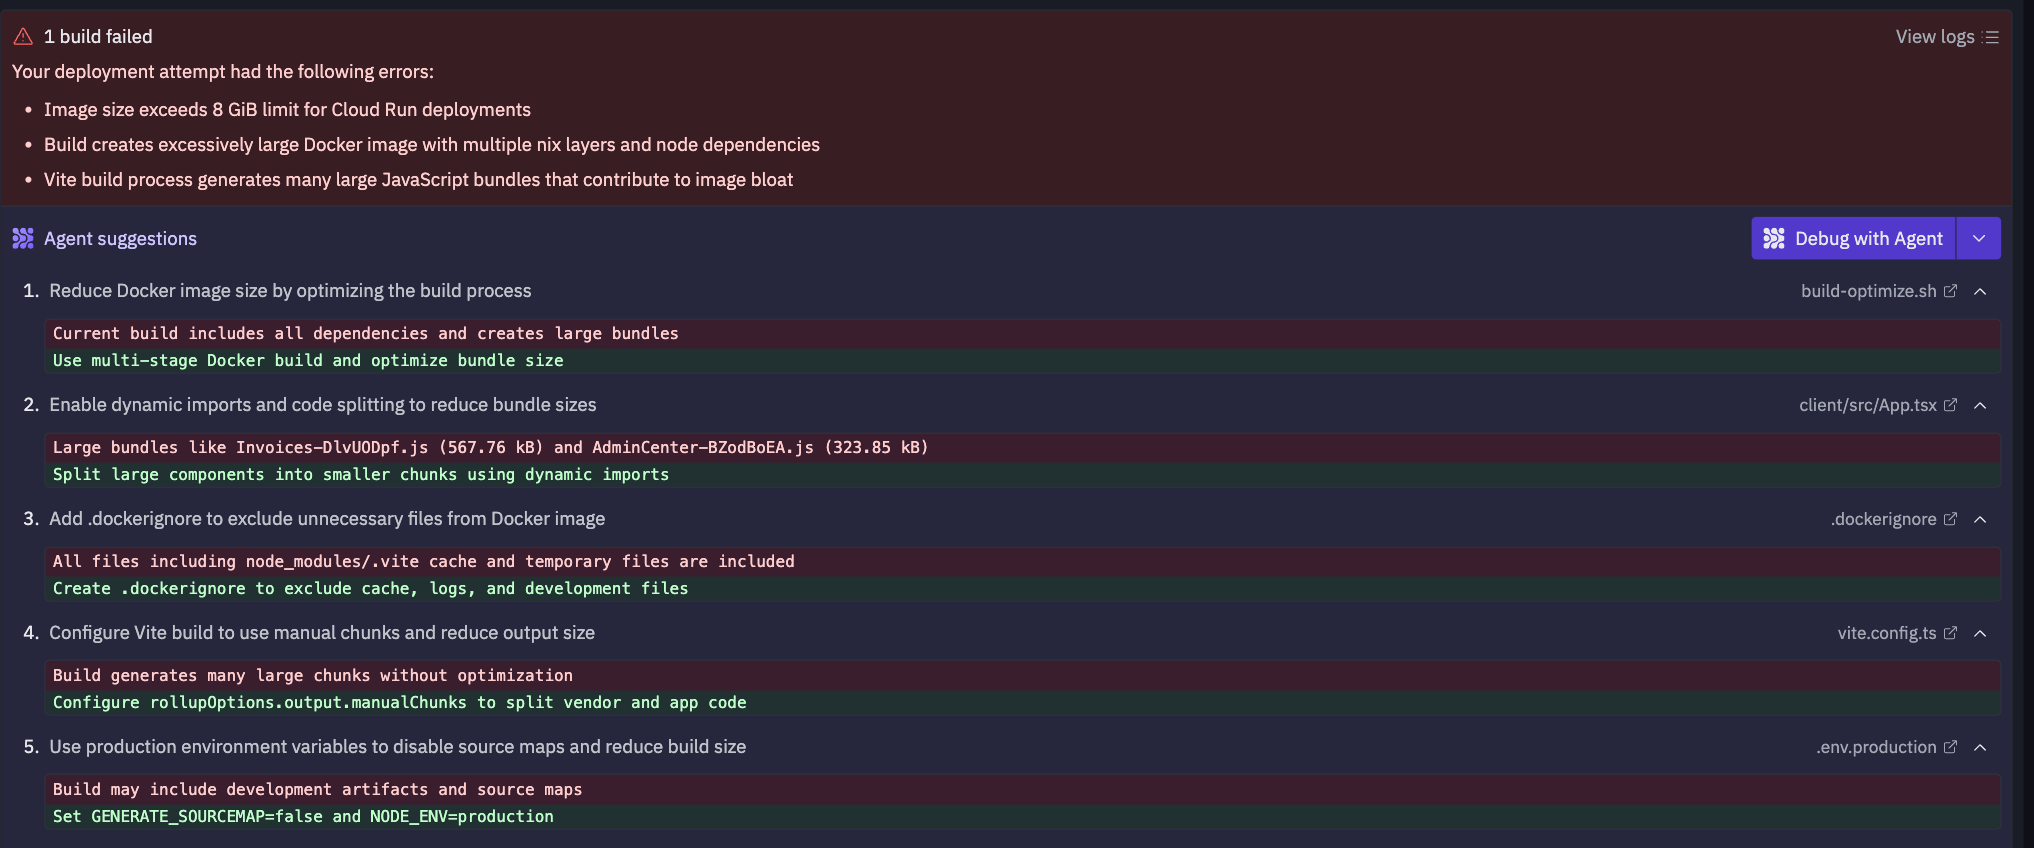 1 build failed
View logs
Your deployment attempt had the following errors:
• Image size exceeds 8 GiB limit for Cloud Run deployments
• Build creates excessively large Docker image with multiple nix layers and node dependencies
• Vite build process generates many large JavaScript bundles that contribute to image bloat
Agent suggestions
Debug with Agent
1. Reduce Docker image size by optimizing the build process
build-optimize.sh
Current build includes all dependencies and creates large bundles
Use multi-stage Docker build and optimize bundle size
2. Enable dynamic imports and code splitting to reduce bundle sizes
client/src/App.tsx
Large bundles like Invoices-DlvUODpf.js (567.76 kB) and AdminCenter-BZodBoEA.js (323.85 kB)
Split large components into smaller chunks using dynamic imports
3. Add .dockerignore to exclude unnecessary files from Docker image
.dockerignore
All files including node_modules/.vite cache and temporary files are included
Create .dockerignore to exclude cache, logs, and development files
4. Configure Vite build to use manual chunks and reduce output size
vite.config.ts
Build generates many large chunks without optimization
Configure rollupOptions.output.manualChunks to split vendor and app code
5. Use production environment variables to disable source maps and reduce build size
.env.production
Build may include development artifacts and source maps
Set GENERATE_SOURCEMAP=false and NODE_ENV=production